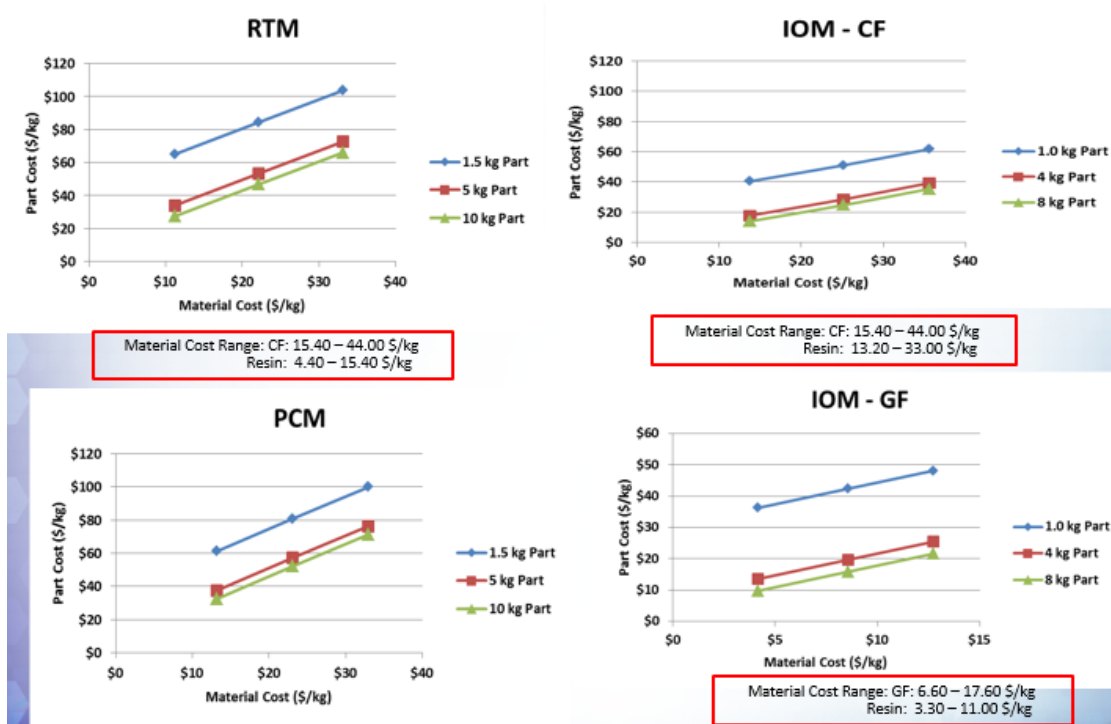 RTM
$120
$100
$80
$60
$40
$20
$0
$0 $10 $20 $30 $40
Part Cost ($/kg)
Material Cost ($/kg)
1.5 kg Part
5 kg Part
10 kg Part
Material Cost Range: CF: 15.40 – 44.00 $/kg
Resin: 4.40 – 15.40 $/kg
IOM - CF
$120
$100
$80
$60
$40
$20
$0
$0 $10 $20 $30 $40
Part Cost ($/kg)
Material Cost ($/kg)
1.0 kg Part
4 kg Part
8 kg Part
Material Cost Range: CF: 15.40 – 44.00 $/kg
Resin: 13.20 – 33.00 $/kg
PCM
$120
$100
$80
$60
$40
$20
$0
$0 $10 $20 $30 $40
Part Cost ($/kg)
Material Cost ($/kg)
1.5 kg Part
5 kg Part
10 kg Part
IOM - GF
$60
$50
$40
$30
$20
$10
$0
$0 $5 $10 $15
Part Cost ($/kg)
Material Cost ($/kg)
1.0 kg Part
4 kg Part
8 kg Part
Material Cost Range: GF: 6.60 – 17.60 $/kg
Resin: 3.30 – 11.00 $/kg